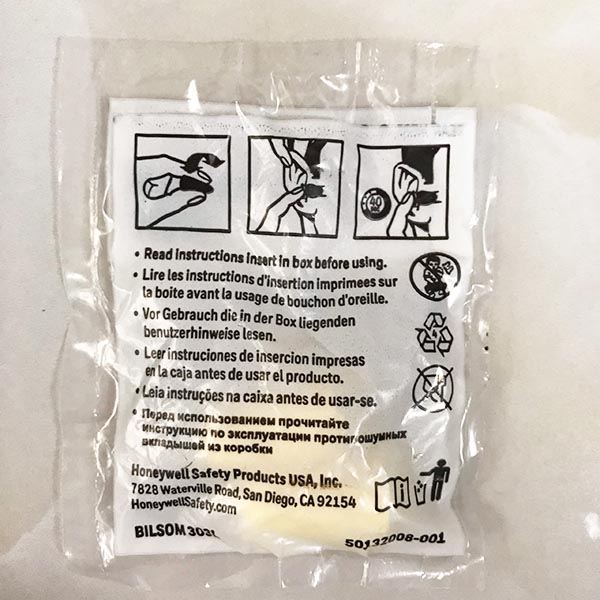 40
• Read instructions insert in box before using.
• Lire les instructions d'insertion imprimees sur
la boite avant la usage de bouchon d'oreille.
• Vor Gebrauch die in der Box liegenden
benutzerhinweise lesen.
• Leer instruciones de insercion impresas
en la caja antes de usar el producto.
• Leia instruções na caixa antes de usar-se.
• Перед использованием прочитайте
инструкцию по эксплуатации противошумных
вкладышей из коробки
Honeywell Safety Products USA, Inc.
7828 Waterville Road, San Diego, CA 92154
HoneywellSafety.com
BILSOM
50132008-001